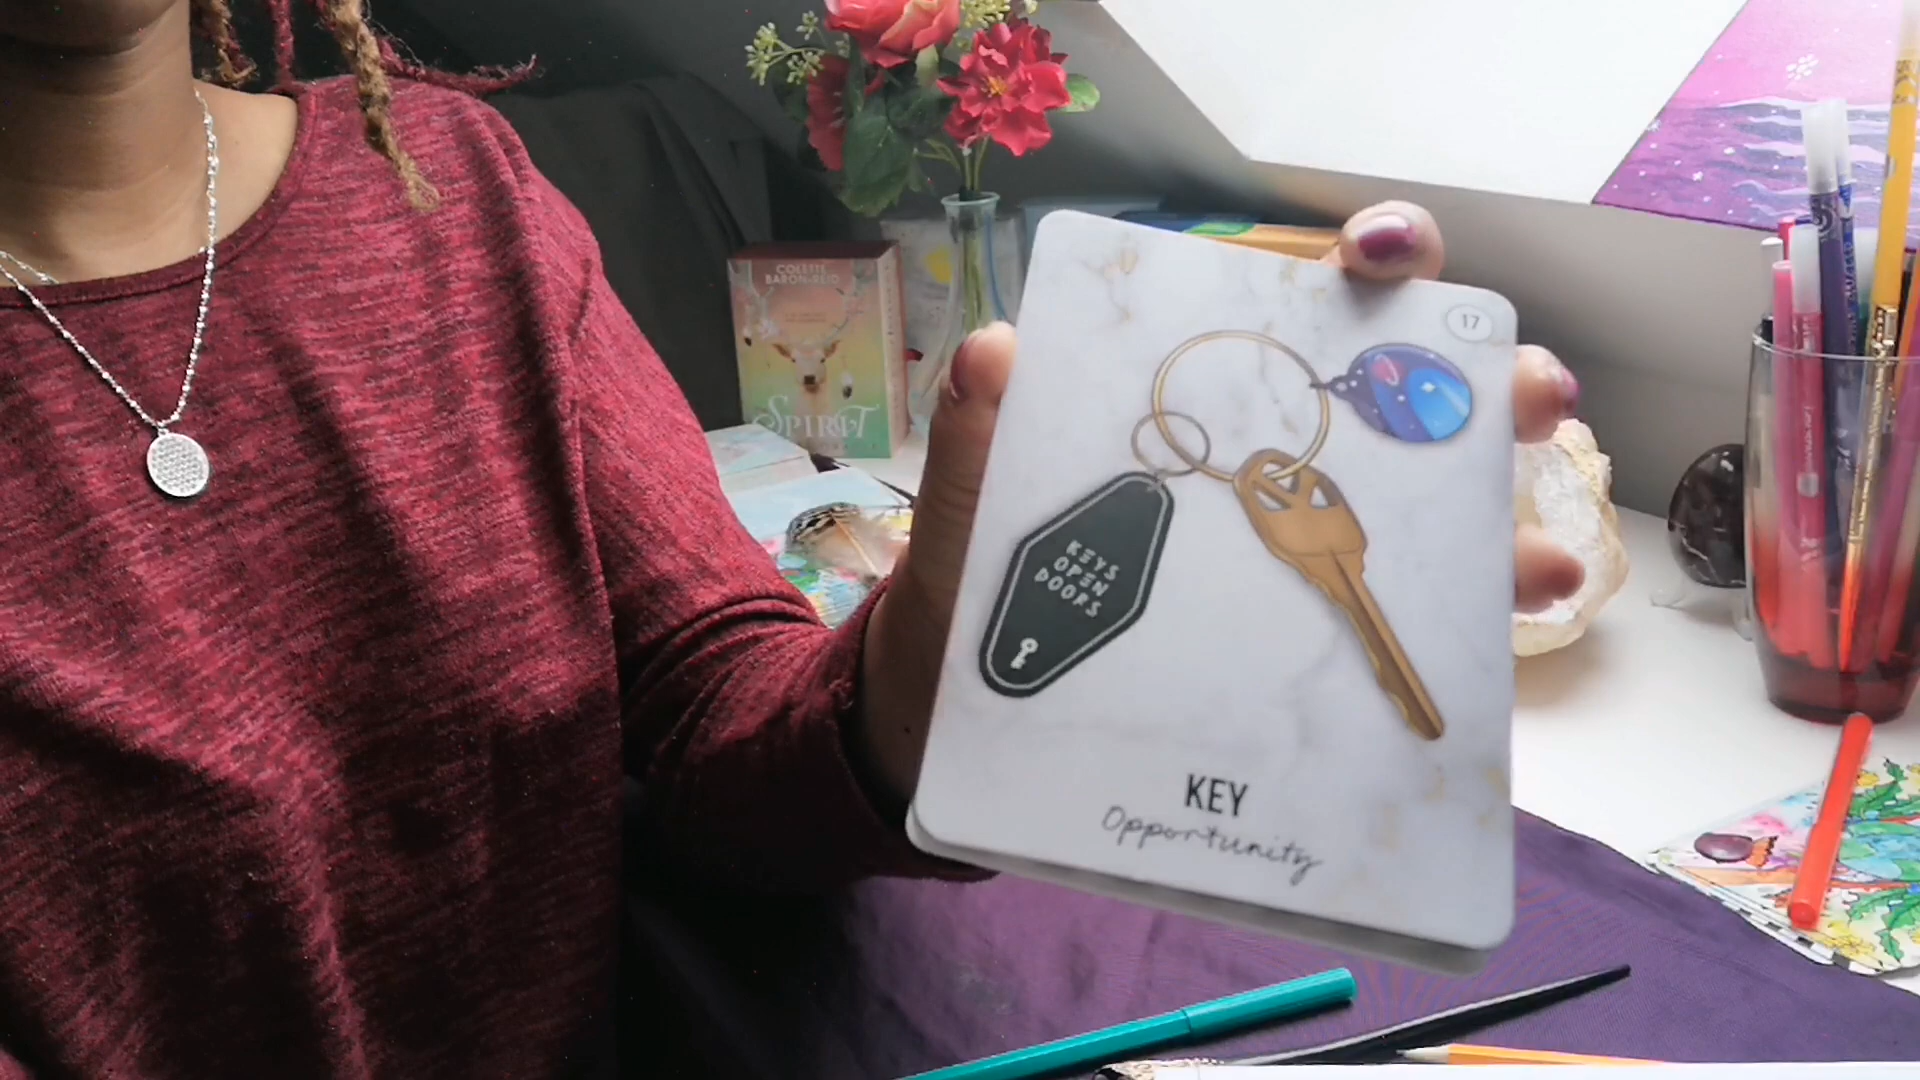 COLETTE
BARON-REID
SPIRIT
17
KEYS
OPEN
DOORS
KEY
Opportunity